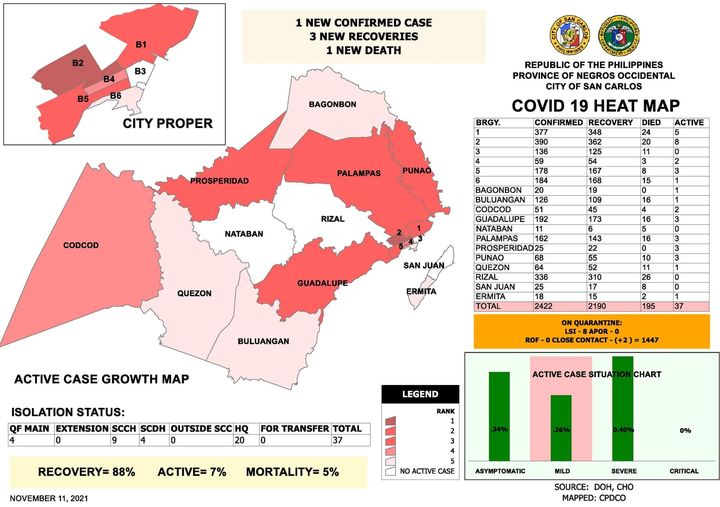 1 NEW CONFIRMED CASE
3 NEW RECOVERIES
1 NEW DEATH
B1
B2
B3
B4
B5
B6
CITY PROPER
REPUBLIC OF THE PHILIPPINES
PROVINCE OF NEGROS OCCIDENTAL
CITY OF SAN CARLOS
COVID 19 HEAT MAP
BRGY. CONFIRMED RECOVERY DIED ACTIVE
1 377 348 24 5
2 390 362 20 8
3 136 125 11 0
4 59 54 3 2
5 178 167 8 3
6 184 168 15 1
BAGONBON 20 19 0 1
BULUANGAN 126 109 16 1
CODCOD 51 45 4 2
GUADALUPE 192 173 16 3
NATABAN 11 6 5 0
PALAMPAS 162 143 16 3
PROSPERIDAD 25 22 0 3
PUNAO 68 55 10 3
QUEZON 64 52 11 1
RIZAL 336 310 26 0
SAN JUAN 25 17 8 0
ERMITA 18 15 2 1
TOTAL 2422 2190 195 37
BAGONBON
PROSPERIDAD
PALAMPAS
PUNAO
RIZAL
NATABAN
CODCOD
1
2
3
4
5
SAN JUAN
GUADALUPE
QUEZON
ERMITA
BULUANGAN
ON QUARANTINE:
LSI - 8 APOR - 0
ROF - 0 CLOSE CONTACT - (+2 ) = 1447
ACTIVE CASE GROWTH MAP
LEGEND
RANK
1
2
3
4
5
NO ACTIVE CASE
ACTIVE CASE SITUATION CHART
.34%
.26%
0.40%
0%
ASYMPTOMATIC MILD SEVERE CRITICAL
ISOLATION STATUS:
QF MAIN EXTENSION SCCH SCDH OUTSIDE SCC HQ FOR TRANSFER TOTAL
4 0 9 4 0 20 0 37
RECOVERY= 88% ACTIVE= 7% MORTALITY= 5%
SOURCE: DOH, CHO
MAPPED: CPDCO
NOVEMBER 11, 2021